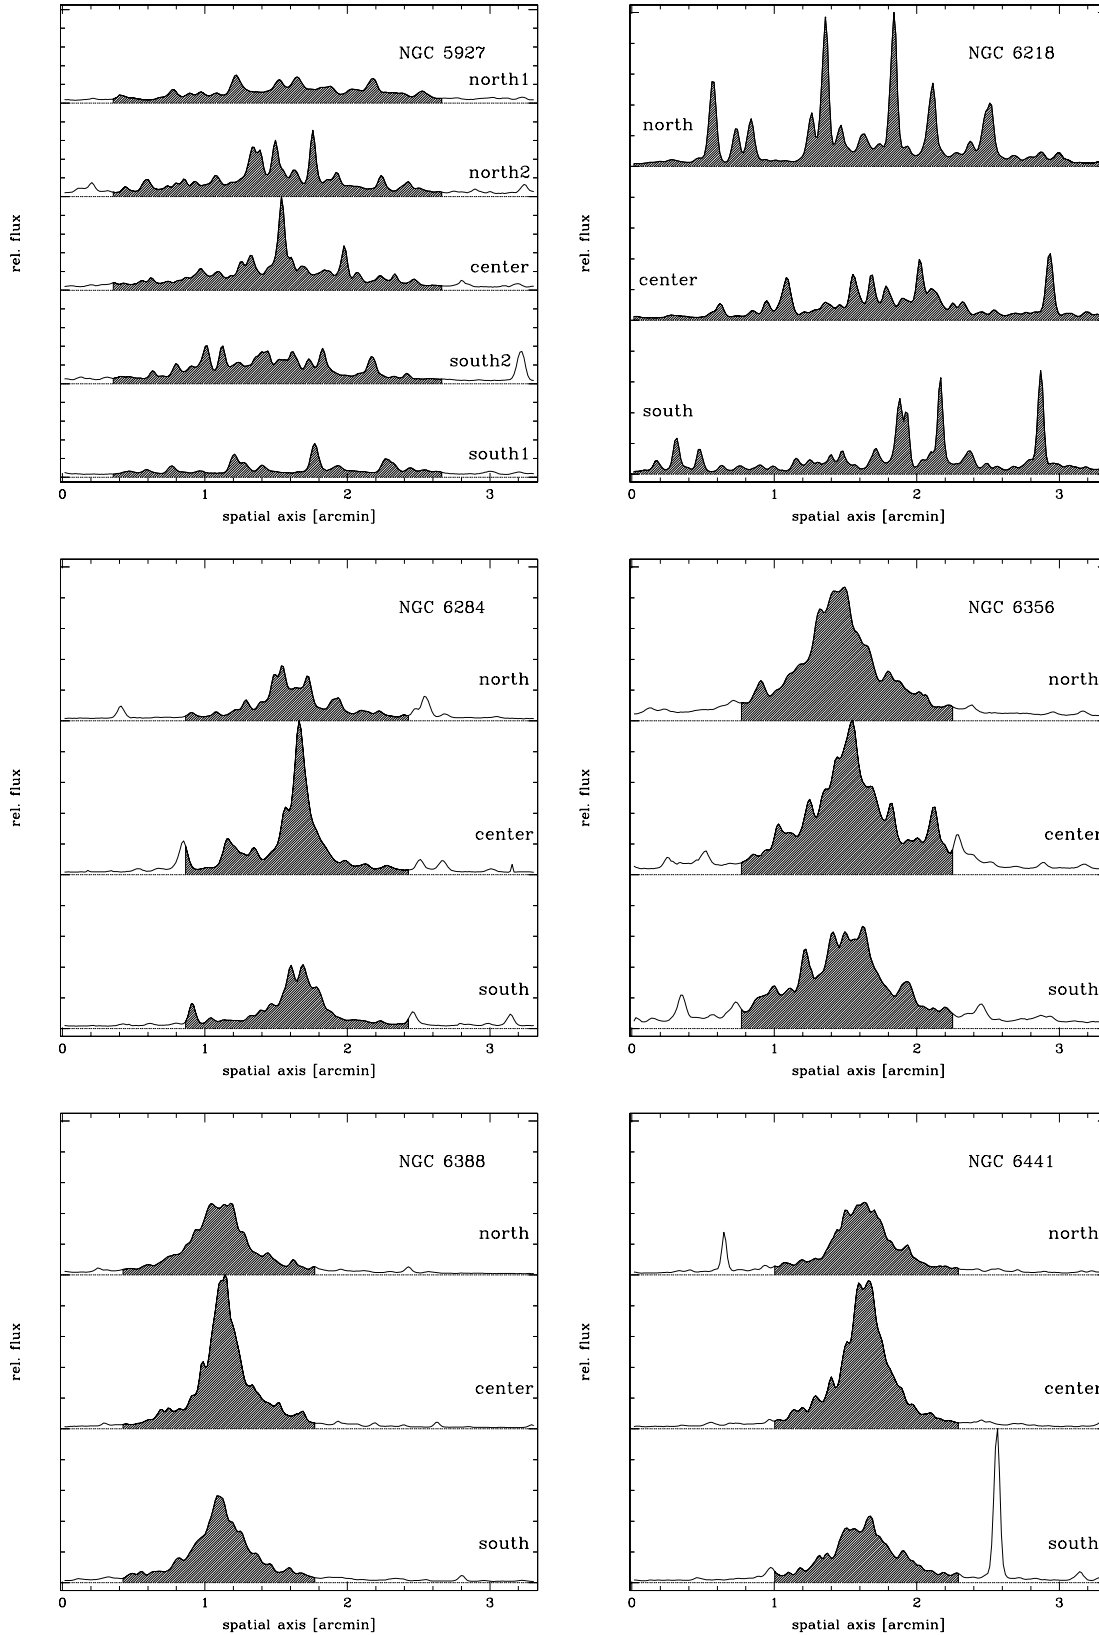 NGC 5927
north1
north2
center
south2
south1
rel. flux
0 1 2 3
spatial axis [arcmin]
NGC 6218
north
center
south
rel. flux
0 1 2 3
spatial axis [arcmin]
NGC 6284
north
center
south
rel. flux
0 1 2 3
spatial axis [arcmin]
NGC 6356
north
center
south
rel. flux
0 1 2 3
spatial axis [arcmin]
NGC 6388
north
center
south
rel. flux
0 1 2 3
spatial axis [arcmin]
NGC 6441
north
center
south
rel. flux
0 1 2 3
spatial axis [arcmin]